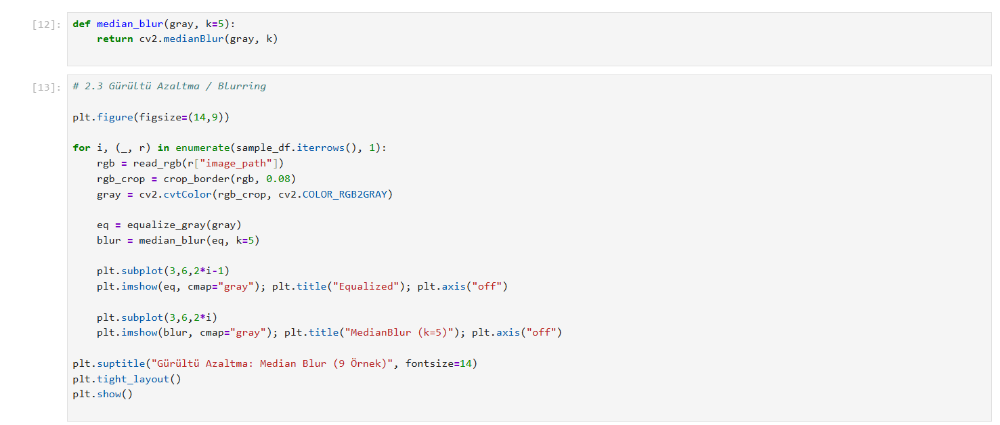 [12]: def median_blur(gray, k=5):
    return cv2.medianBlur(gray, k)
[13]: # 2.3 Gürültü Azaltma / Blurring
plt.figure(figsize=(14,9))
for i, (_, r) in enumerate(sample_df.iterrows(), 1):
    rgb = read_rgb(r["image_path"])
    rgb_crop = crop_border(rgb, 0.08)
    gray = cv2.cvtColor(rgb_crop, cv2.COLOR_RGB2GRAY)
    eq = equalize_gray(gray)
    blur = median_blur(eq, k=5)
    plt.subplot(3,6,2*i-1)
    plt.imshow(eq, cmap="gray"); plt.title("Equalized"); plt.axis("off")
    plt.subplot(3,6,2*i)
    plt.imshow(blur, cmap="gray"); plt.title("MedianBlur (k=5)"); plt.axis("off")
plt.suptitle("Gürültü Azaltma: Median Blur (9 Örnek)", fontsize=14)
plt.tight_layout()
plt.show()